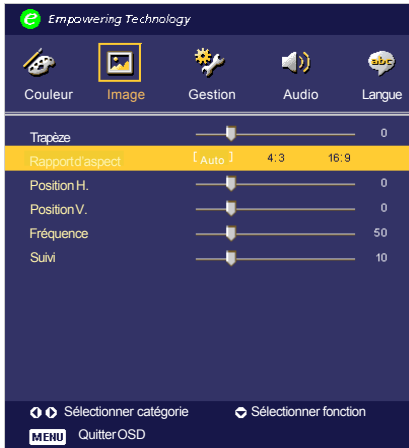 e Empowering Technology
Couleur Image Gestion Audio Langue
abc
Trapèze 0
Rapport d'aspect [ Auto ] 4:3 16:9
Position H. 0
Position V. 0
Fréquence 50
Suivi 10
Sélectionner catégorie Sélectionner fonction
MENU Quitter OSD